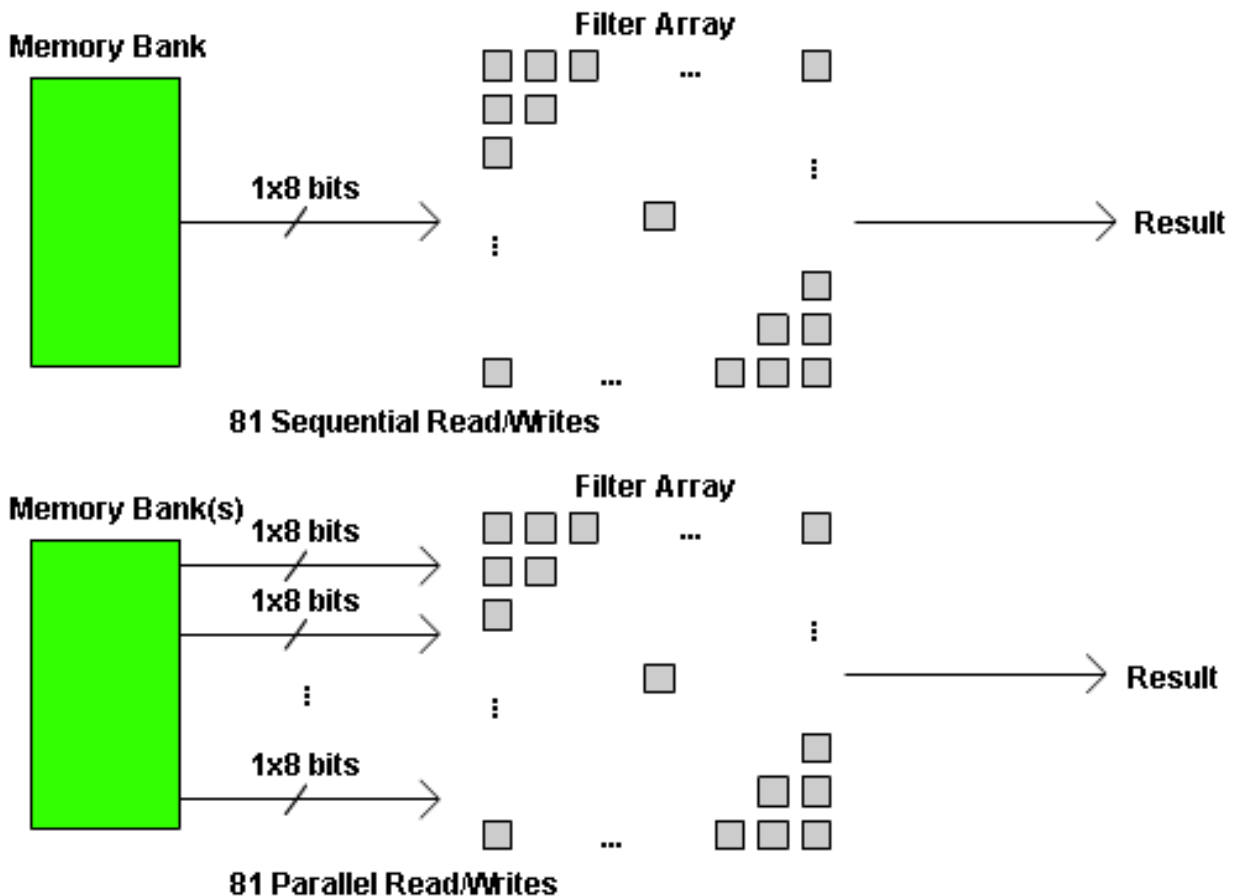 Filter Array
Memory Bank
...
1x8 bits
...
Result
...
...
81 Sequential Read/Writes
Filter Array
Memory Bank(s)
1x8 bits
...
1x8 bits
...
...
...
Result
1x8 bits
...
81 Parallel Read/Writes